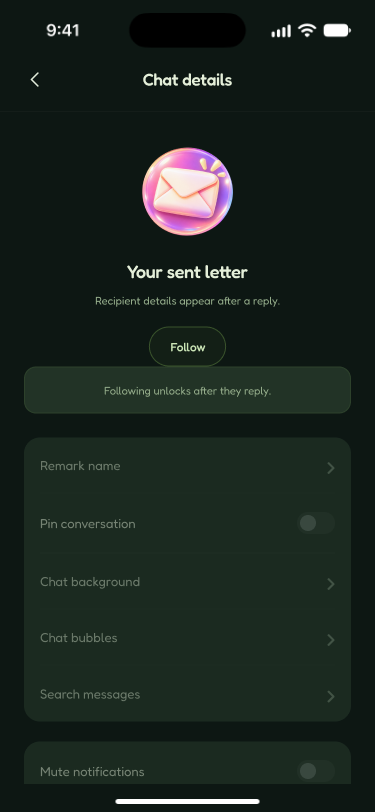 9:41
Chat details
Your sent letter
Recipient details appear after a reply.
Follow
Following unlocks after they reply.
Remark name
Pin conversation
Chat background
Chat bubbles
Search messages
Mute notifications